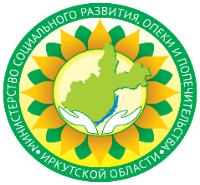 МИНИСТЕРСТВО СОЦИАЛЬНОГО РАЗВИТИЯ, ОПЕКИ И ПОПЕЧИТЕЛЬСТВА
ИРКУТСКОЙ ОБЛАСТИ